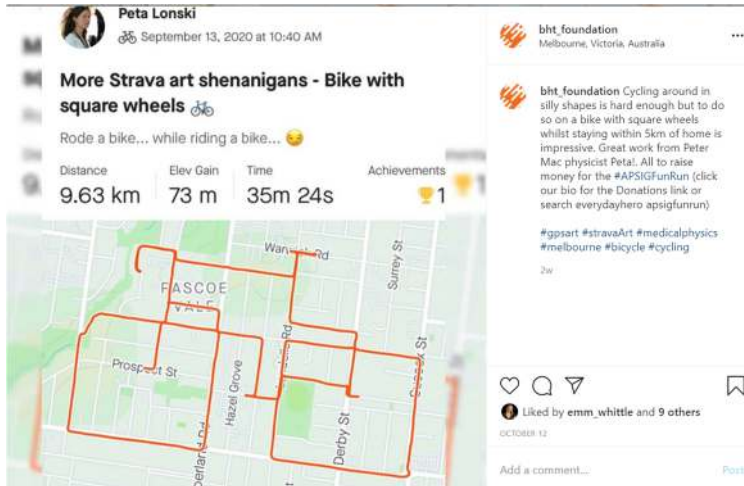 Peta Lonski
September 13, 2020 at 10:40 AM
More Strava art shenanigans - Bike with
square wheels 🚲
Rode a bike... while riding a bike... 😏
Distance
Elev Gain
Time
Achievements
9.63 km
73 m
35m 24s
1
Warwick Rd
Surrey St
PASCOE
VALE
Prospect St
Hazel Grove
Derby St
Sussex St
bht_foundation
Melbourne, Victoria, Australia
bht_foundation Cycling around in
silly shapes is hard enough but to do
so on a bike with square wheels
whilst staying within 5km of home is
impressive. Great work from Peter
Mac physicist Peta!. All to raise
money for the #APSIGFunRun (click
our bio for the Donations link or
search everydayhero apsigfunrun)
#gpsart #stravaArt #medicalphysics
#melbourne #bicycle #cycling
2w
Liked by emm_whittle and 9 others
OCTOBER 12
Add a comment...
Post